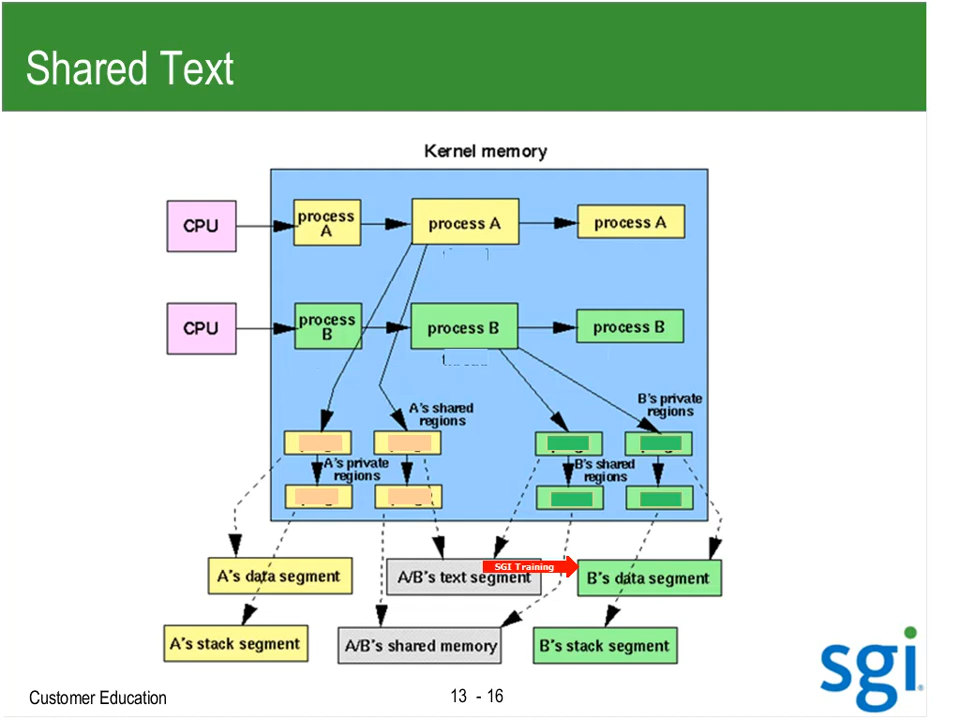 Shared Text
Kernel memory
CPU
process
A
process A
process A
CPU
process
B
process B
process B
A's shared
regions
B's private
regions
A's private
regions
B's shared
regions
A's data segment
A/B's text segment
SGI Training
B's data segment
A's stack segment
A/B's shared memory
B's stack segment
sgi
Customer Education
13 - 16